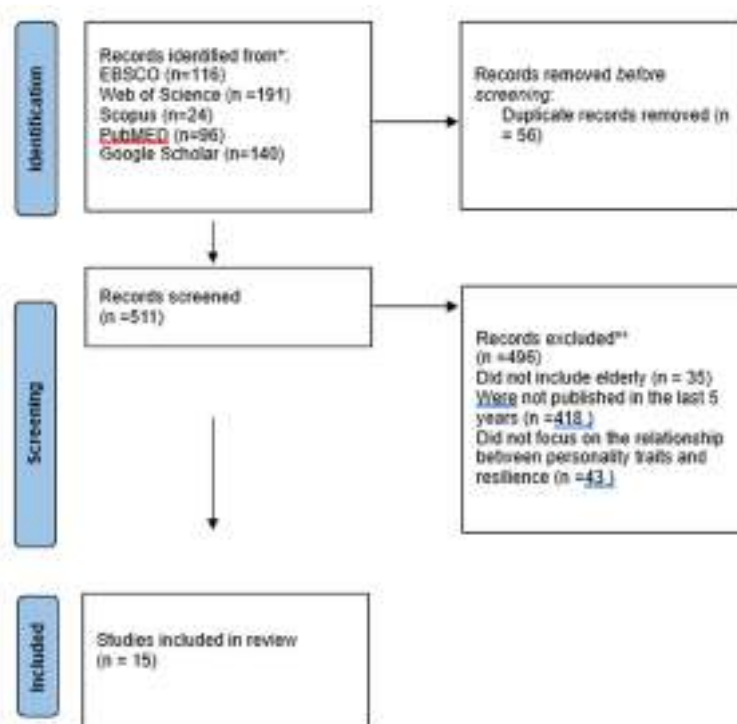 Identification
Records identified from*:
EBSCO (n=116)
Web of Science (n =191)
Scopus (n=24)
PubMED (n=96)
Google Scholar (n=140)
Records removed before
screening:
Duplicate records removed (n
= 56)
Screening
Records screened
(n =511)
Records excluded**
(n =496)
Did not include elderly (n = 35)
Were not published in the last 5
years (n =418 )
Did not focus on the relationship
between personality traits and
resilience (n =43 )
Included
Studies included in review
(n = 15)